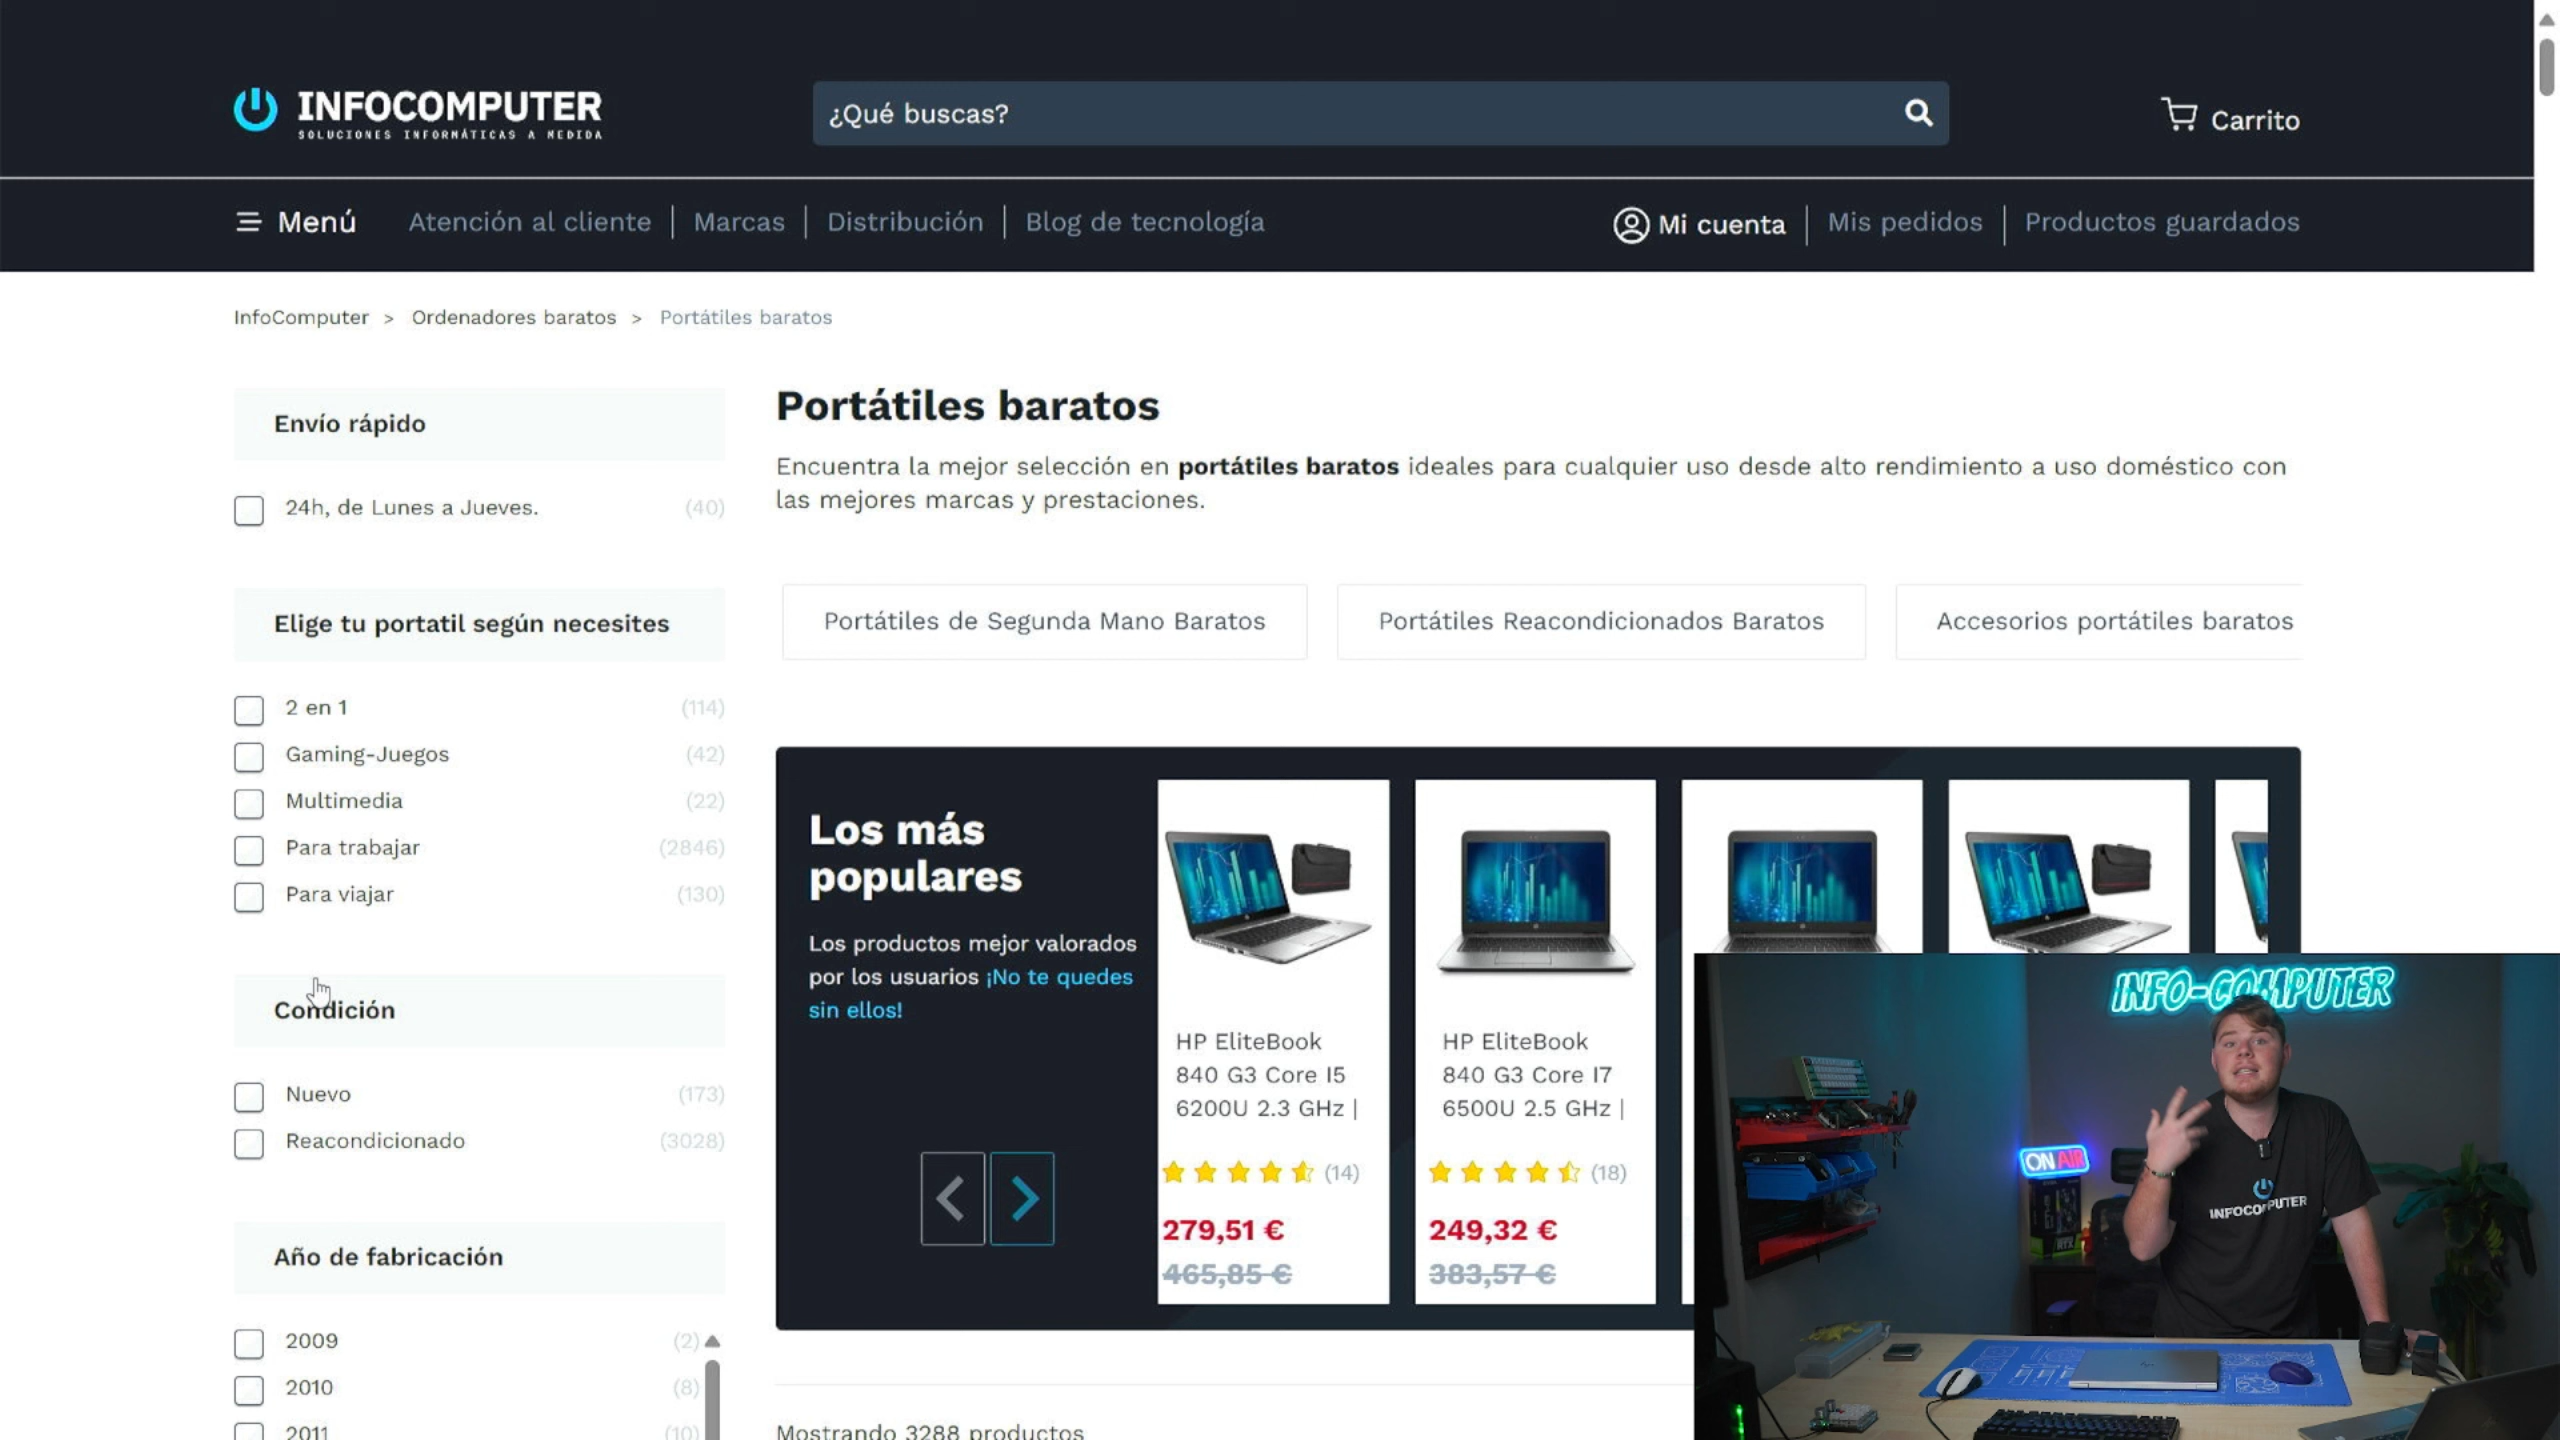 INFOCOMPUTER
SOLUCIONES INFORMÁTICAS A MEDIDA
¿Qué buscas?
Carrito
Menú
Atención al cliente
Marcas
Distribución
Blog de tecnología
Mi cuenta
Mis pedidos
Productos guardados
InfoComputer > Ordenadores baratos > Portátiles baratos
Envío rápido
24h, de Lunes a Jueves. (40)
Elige tu portatil según necesites
2 en 1 (114)
Gaming-Juegos (42)
Multimedia (22)
Para trabajar (2846)
Para viajar (130)
Condición
Nuevo (173)
Reacondicionado (3028)
Año de fabricación
2009 (2)
2010 (8)
2011 (10)
Portátiles baratos
Encuentra la mejor selección en portátiles baratos ideales para cualquier uso desde alto rendimiento a uso doméstico con
las mejores marcas y prestaciones.
Portátiles de Segunda Mano Baratos
Portátiles Reacondicionados Baratos
Accesorios portátiles baratos
Los más
populares
Los productos mejor valorados
por los usuarios ¡No te quedes
sin ellos!
HP EliteBook
840 G3 Core I5
6200U 2.3 GHz |
(14)
279,51 €
465,85 €
HP EliteBook
840 G3 Core I7
6500U 2.5 GHz |
(18)
249,32 €
383,57 €
Mostrando 3288 productos
INFO-COMPUTER
ON AIR
INFOCOMPUTER